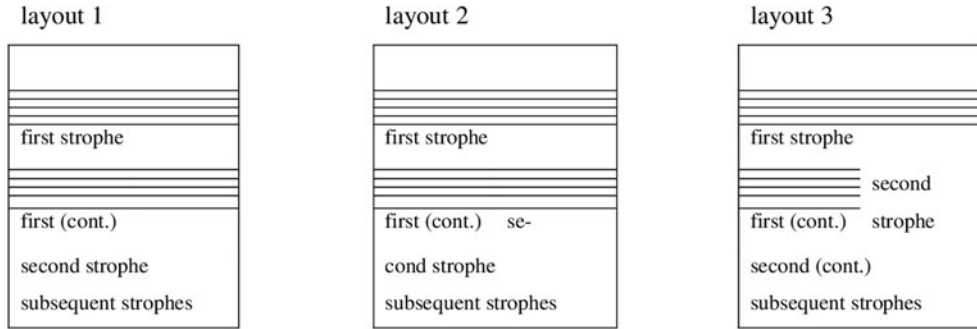 layout 1
first strophe
first (cont.)
second strophe
subsequent strophes
layout 2
first strophe
first (cont.) se-
cond strophe
subsequent strophes
layout 3
first strophe
second
first (cont.) strophe
second (cont.)
subsequent strophes